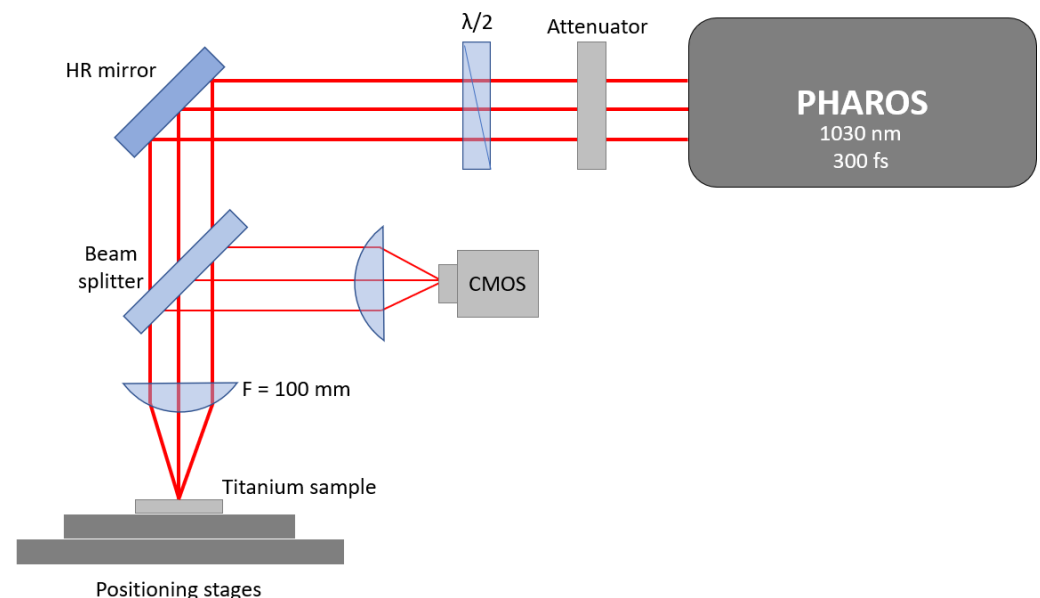 λ/2
Attenuator
HR mirror
PHAROS
1030 nm
300 fs
Beam
splitter
CMOS
F = 100 mm
Titanium sample
Positioning stages